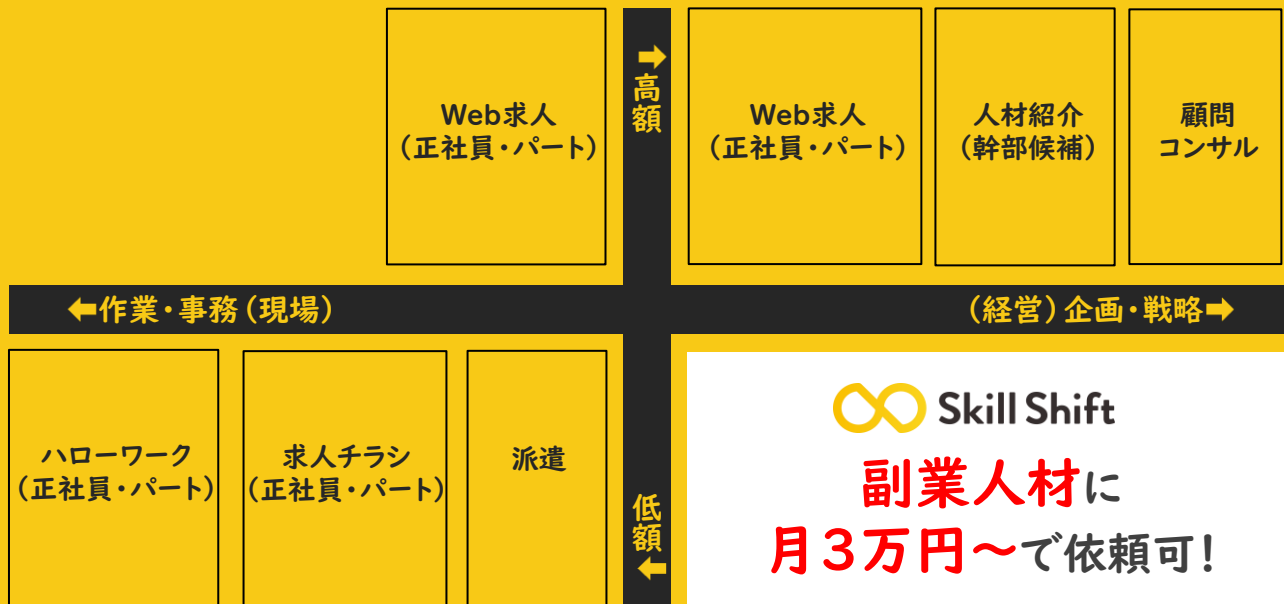 Web求人
(正社員・パート)
➡高額
Web求人
(正社員・パート)
人材紹介
(幹部候補)
顧問
コンサル
⬅作業・事務(現場)
(経営)企画・戦略➡
ハローワーク
(正社員・パート)
求人チラシ
(正社員・パート)
派遣
低額⬅
Skill Shift
副業人材に
月3万円〜で依頼可!